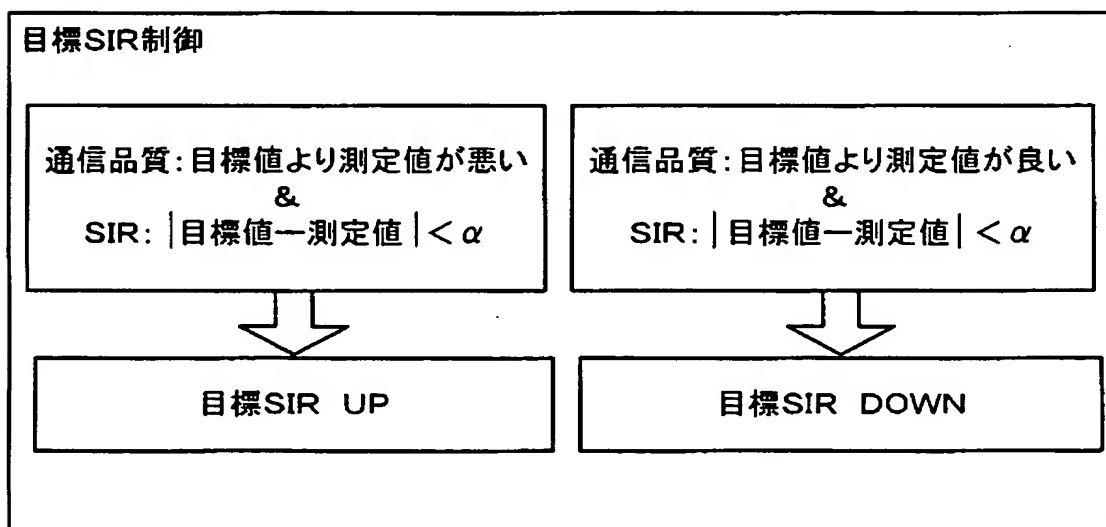 目標SIR制御
通信品質:目標値より測定値が悪い
&
SIR: |目標値ー測定値| < α
目標SIR UP
通信品質:目標値より測定値が良い
&
SIR: |目標値ー測定値| < α
目標SIR DOWN